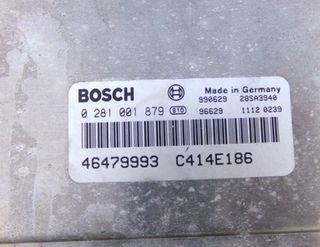 BOSCH Made in Germany
990629 28SA3940
0 281 001 879 96629 1112 0239
46479993 C414E186